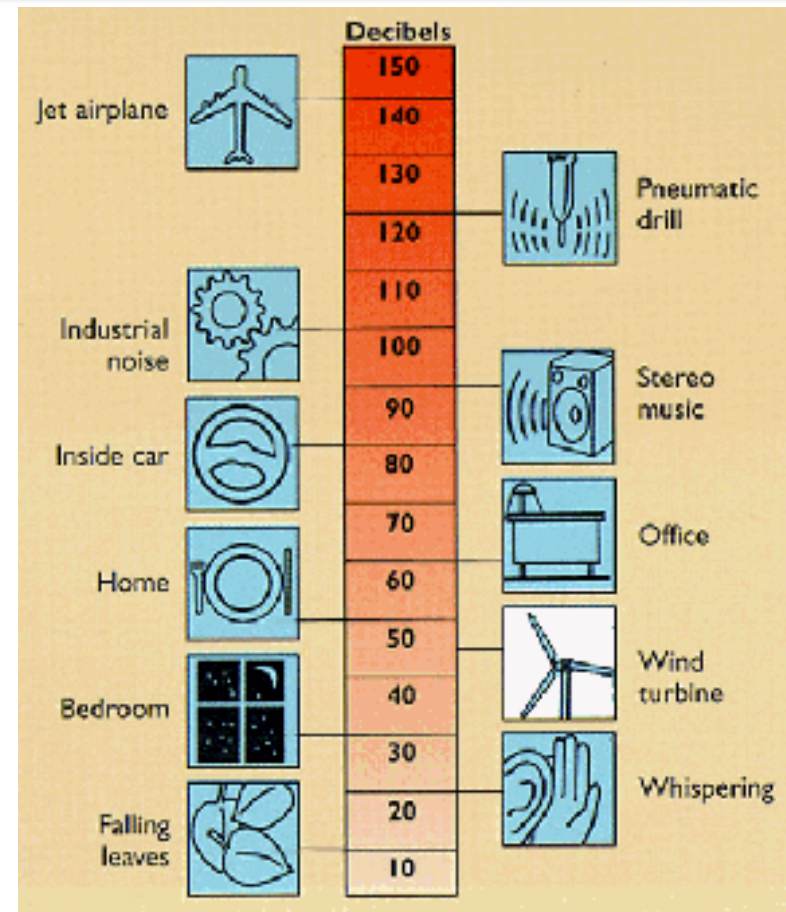 Decibels
150
Jet airplane
140
130
Pneumatic
drill
120
110
Industrial
noise
100
Stereo
music
90
Inside car
80
70
Office
Home
60
50
Wind
turbine
40
Bedroom
30
Whispering
20
Falling
leaves
10